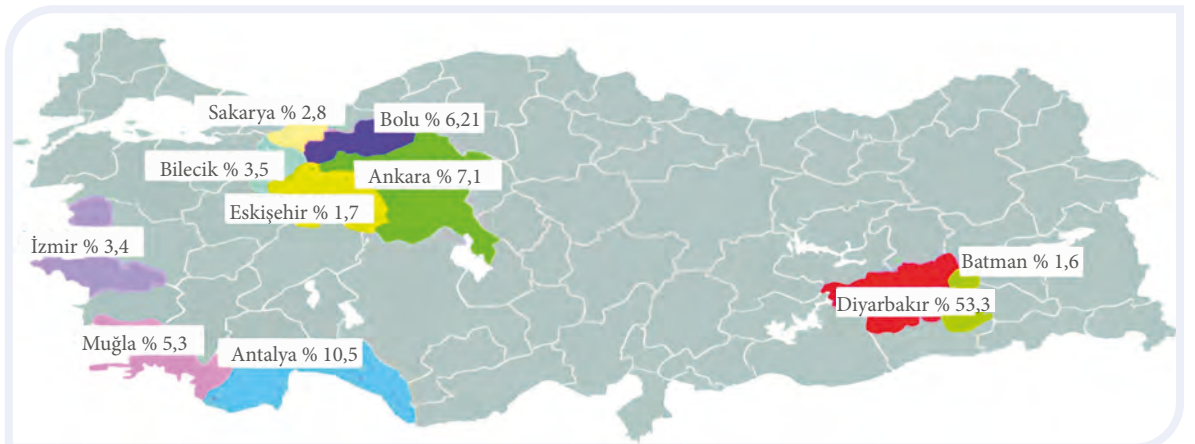 Sakarya % 2,8
Bolu % 6,21
Bilecik % 3,5
Ankara % 7,1
Eskişehir % 1,7
İzmir % 3,4
Batman % 1,6
Diyarbakır % 53,3
Muğla % 5,3
Antalya % 10,5